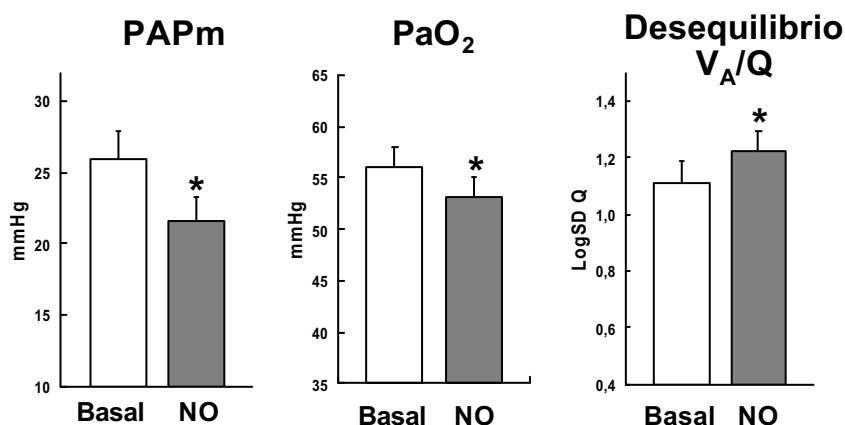 PAPm
30
25
20
15
10
mmHg
*
Basal NO
PaO₂
65
60
55
50
45
40
35
mmHg
*
Basal NO
Desequilibrio
V_A/Q
1,4
1,2
1,0
0,8
0,6
0,4
LogSD Q
*
Basal NO